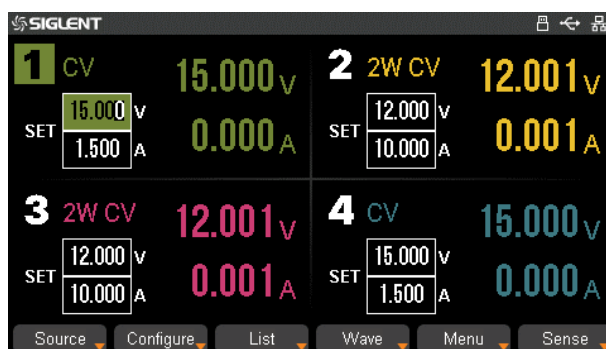 SIGLENT
1 CV 15.000 V
SET 15.000 V
1.500 A 0.000 A
2 2W CV 12.001 V
SET 12.000 V
10.000 A 0.001 A
3 2W CV 12.001 V
SET 12.000 V
10.000 A 0.001 A
4 CV 15.000 V
SET 15.000 V
1.500 A 0.000 A
Source Configure List Wave Menu Sense